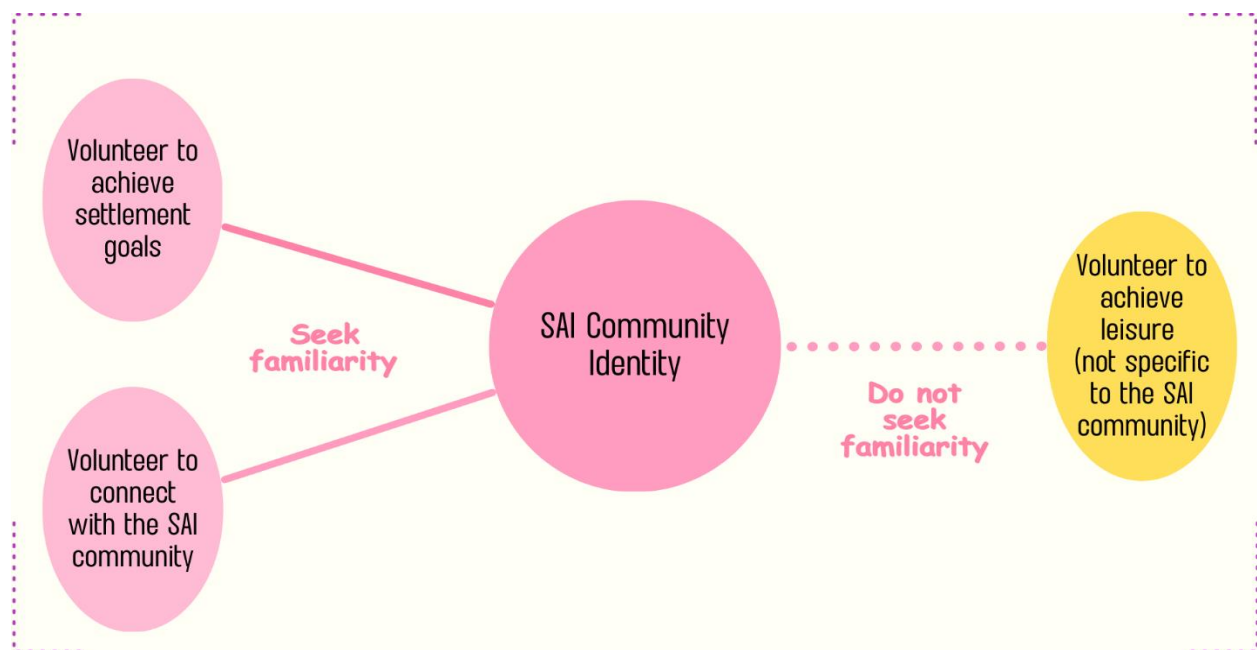 Volunteer to
achieve
settlement
goals
Seek
familiarity
Volunteer to
connect
with the SAI
community
SAI Community
Identity
Do not
seek
familiarity
Volunteer to
achieve
leisure
(not specific
to the SAI
community)